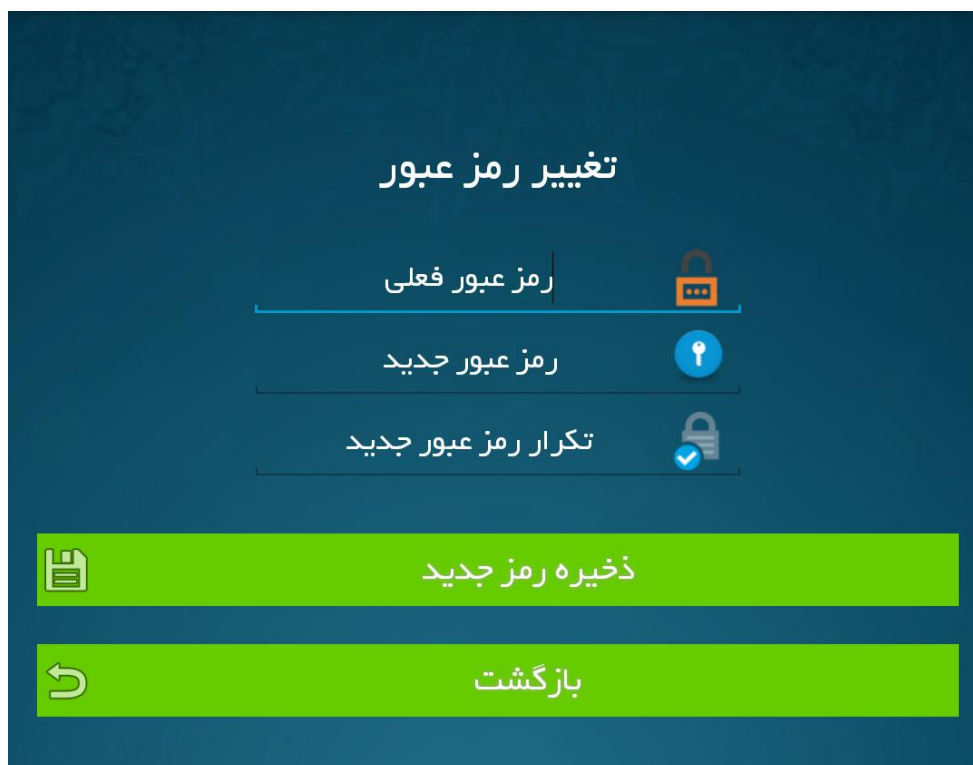 تغییر رمز عبور
رمز عبور فعلی
رمز عبور جدید
تکرار رمز عبور جدید
ذخیره رمز جدید
بازگشت